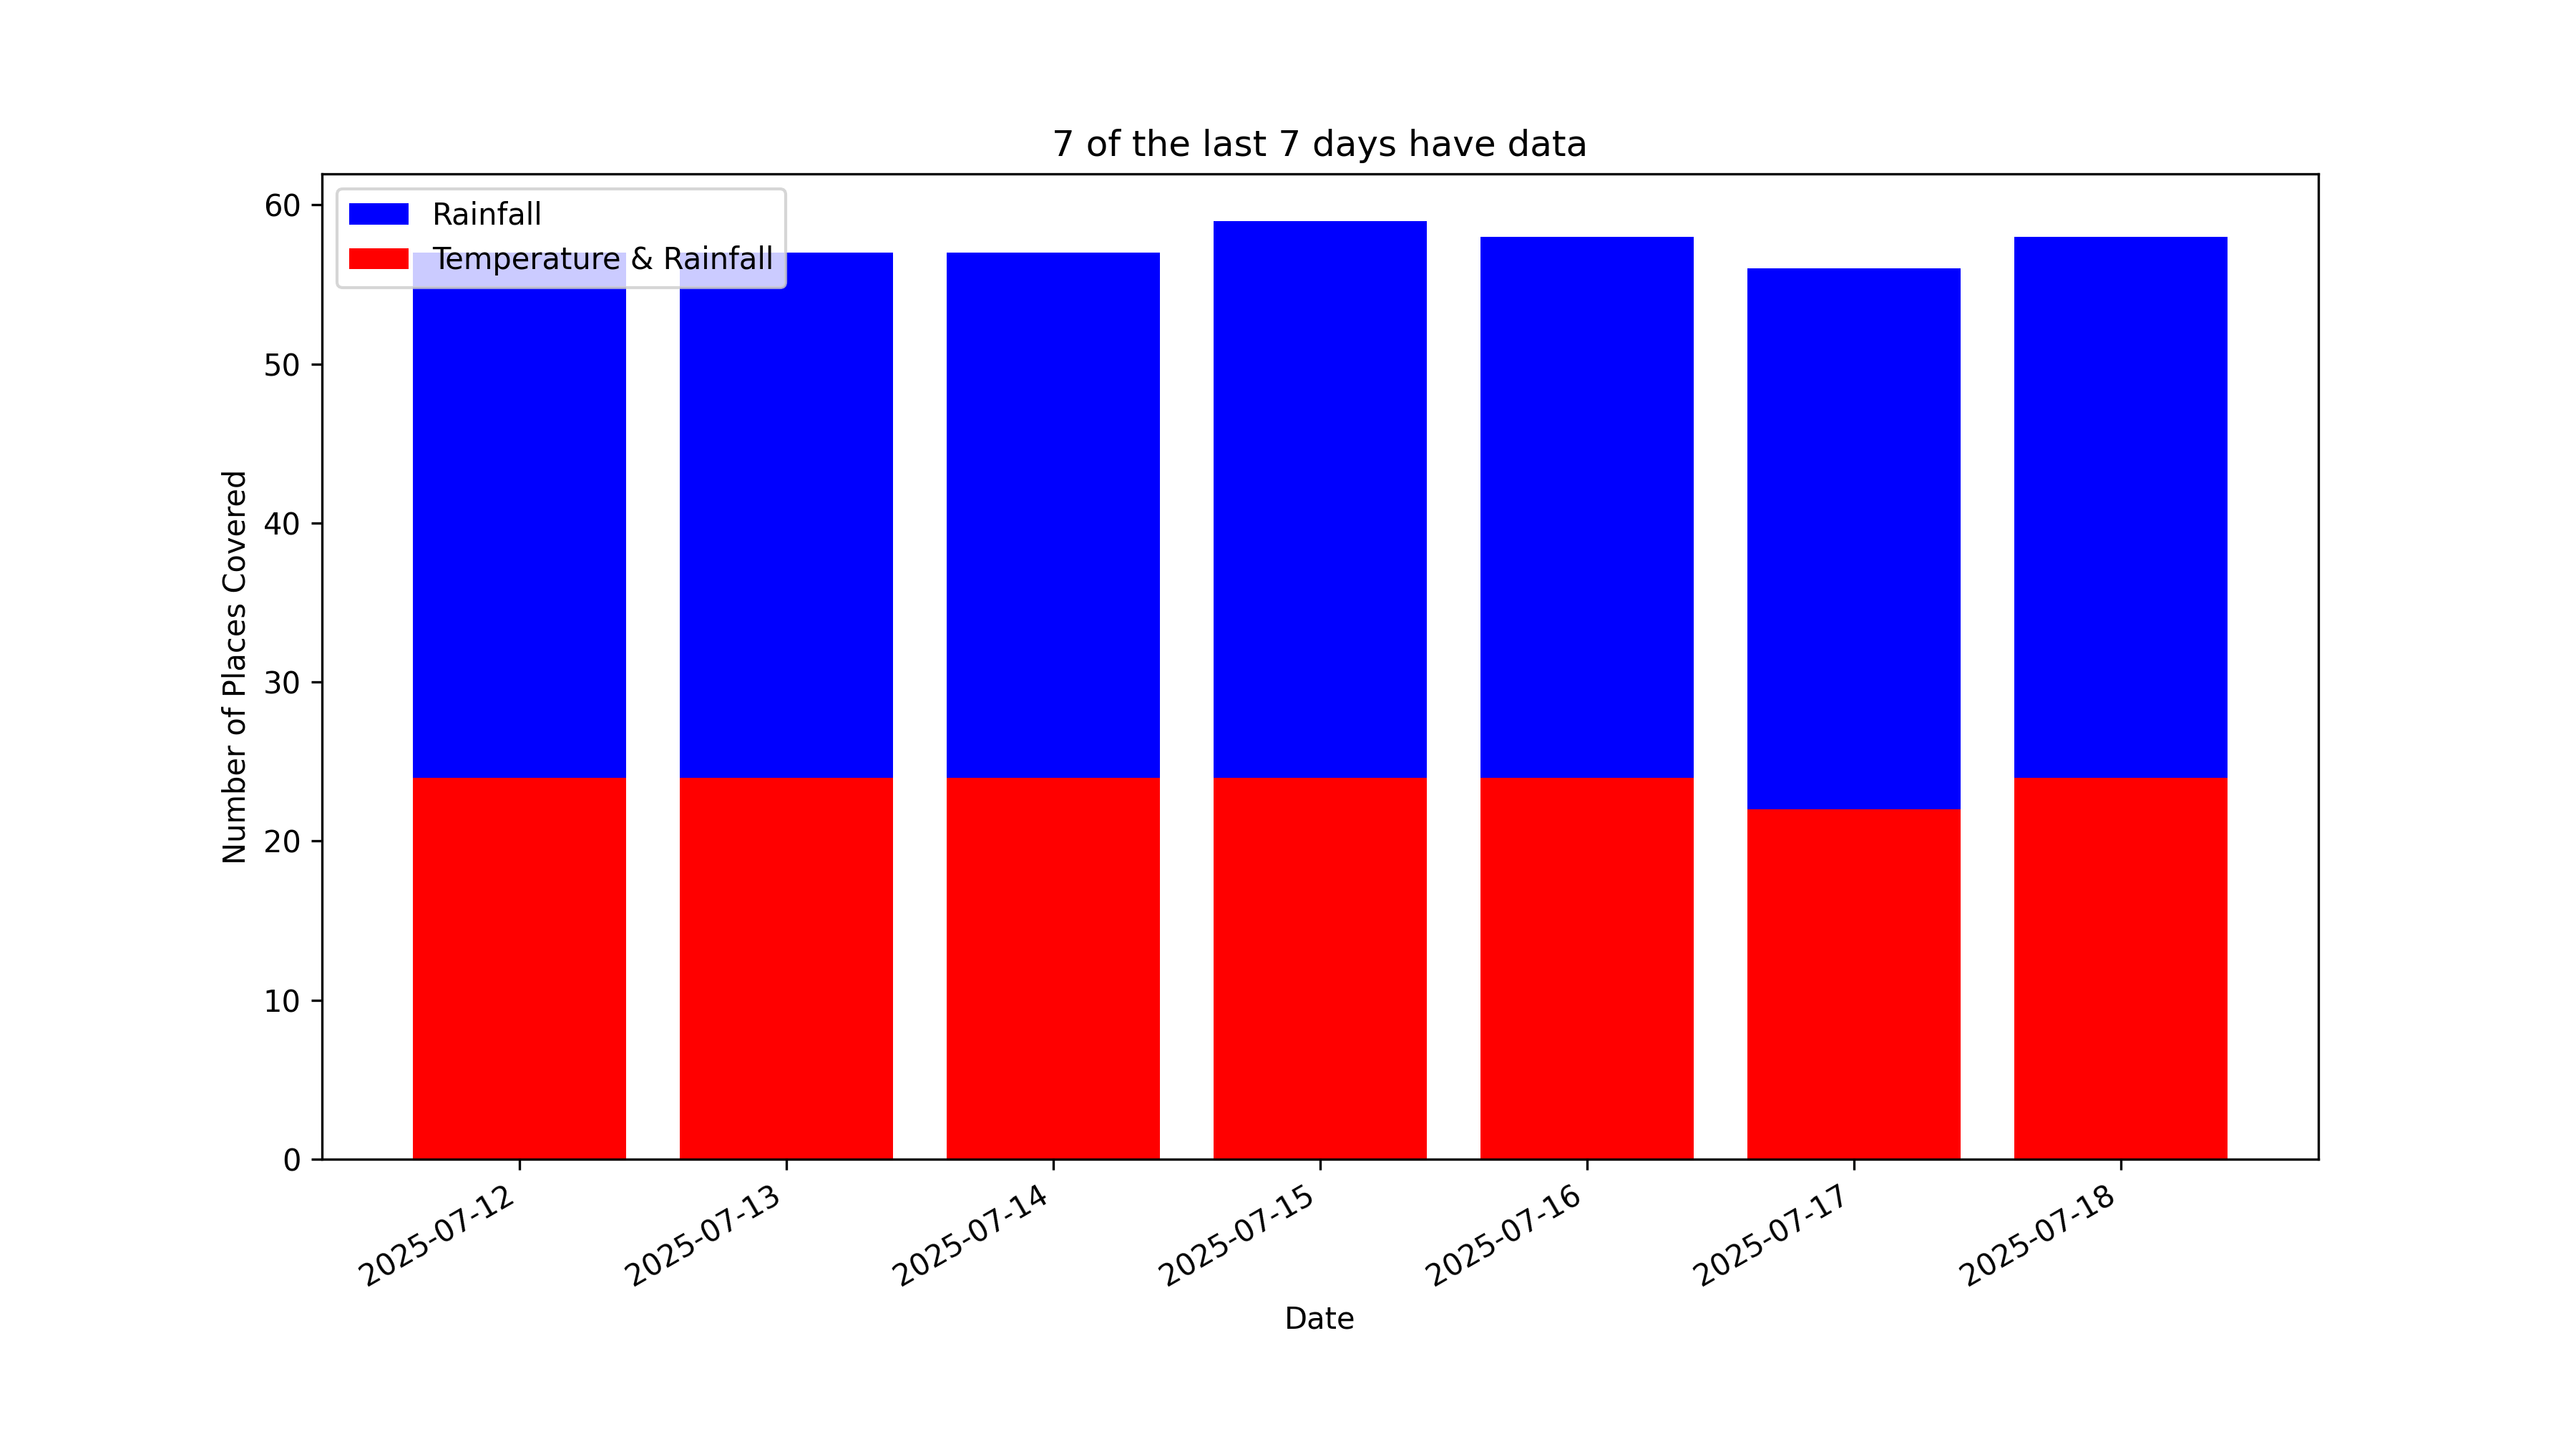 7 of the last 7 days have data
Rainfall
Temperature & Rainfall
Number of Places Covered
60
50
40
30
20
10
0
2025-07-12
2025-07-13
2025-07-14
2025-07-15
2025-07-16
2025-07-17
2025-07-18
Date